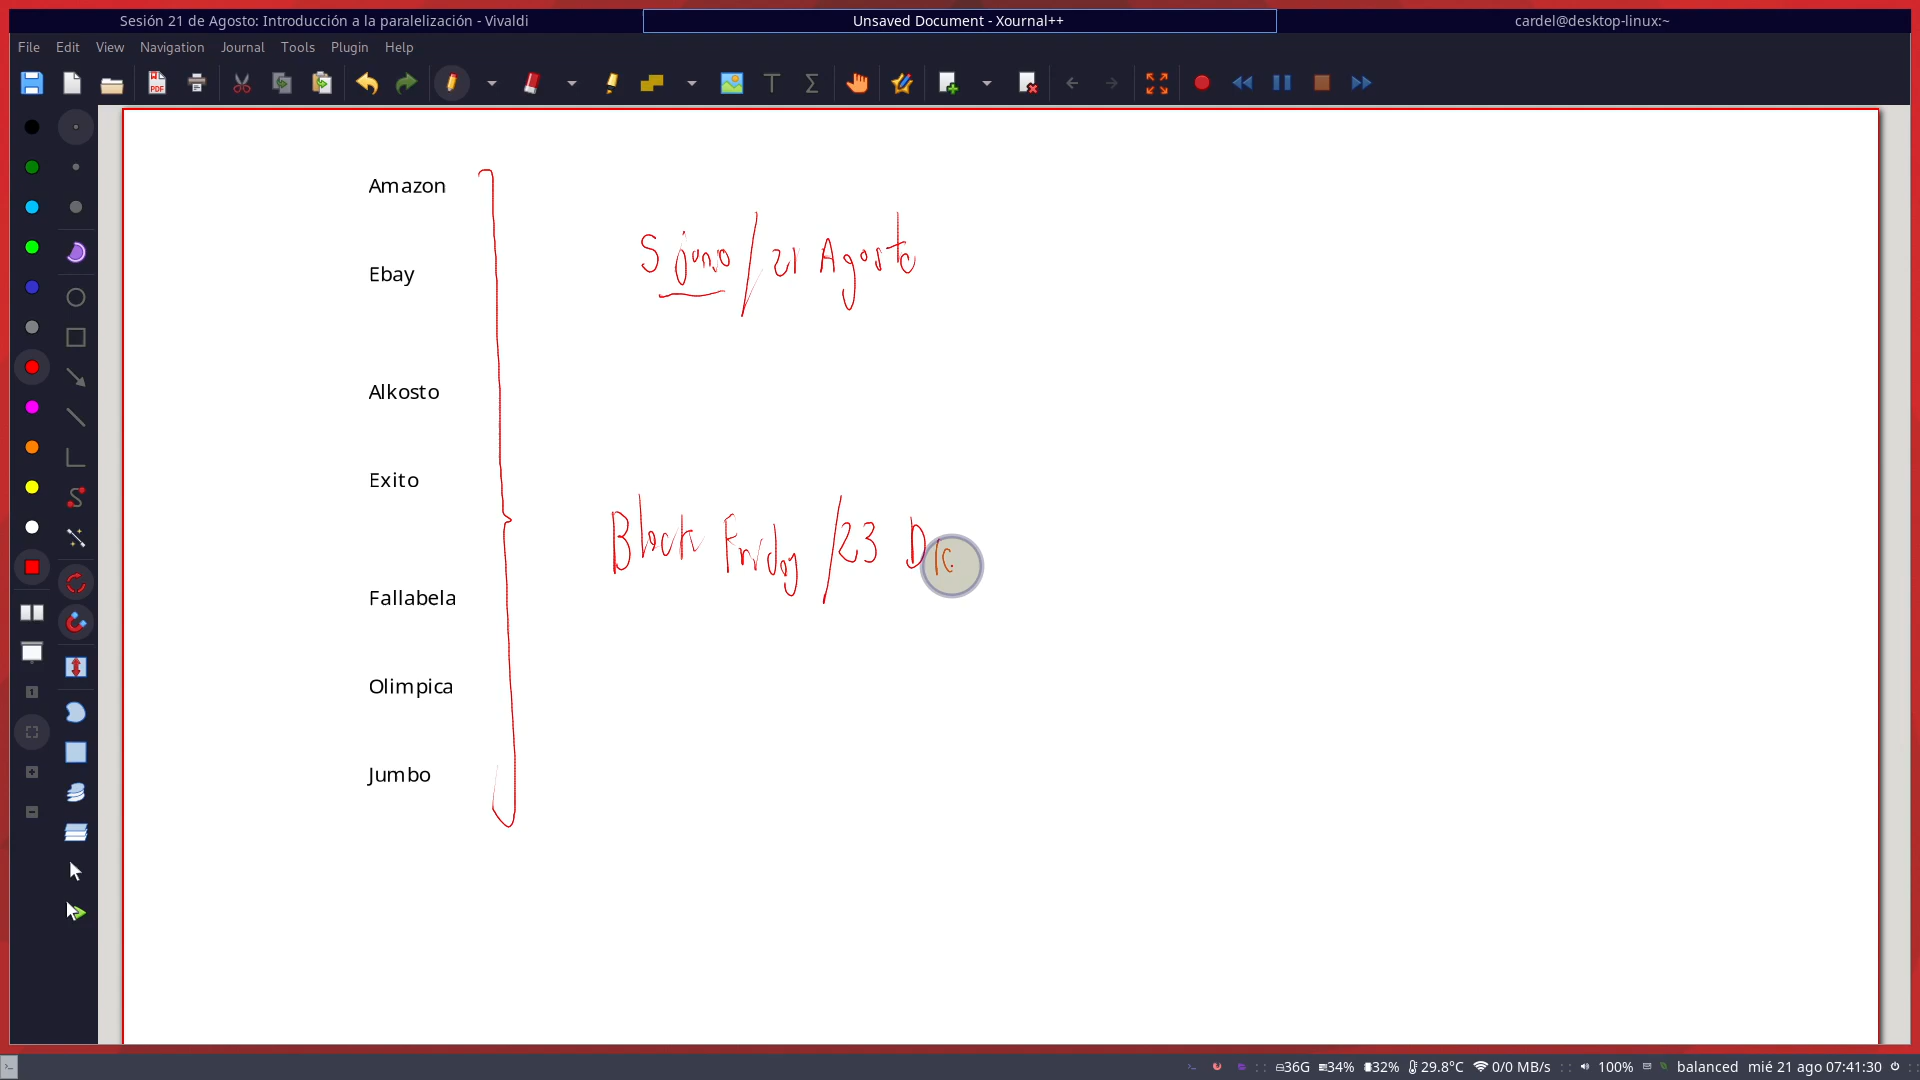 Sesión 21 de Agosto: Introducción a la paralelización - Vivaldi
Unsaved Document - Xournal++
cardel@desktop-linux:~
File Edit View Navigation Journal Tools Plugin Help
Amazon
5 junio / 21 Agosto
Ebay
Alkosto
Exito
Black Friday / 23 Dic
Fallabela
Olimpica
Jumbo
36G 34% 32% 29.8°C 0/0 MB/s 100% balanced mié 21 ago 07:41:30